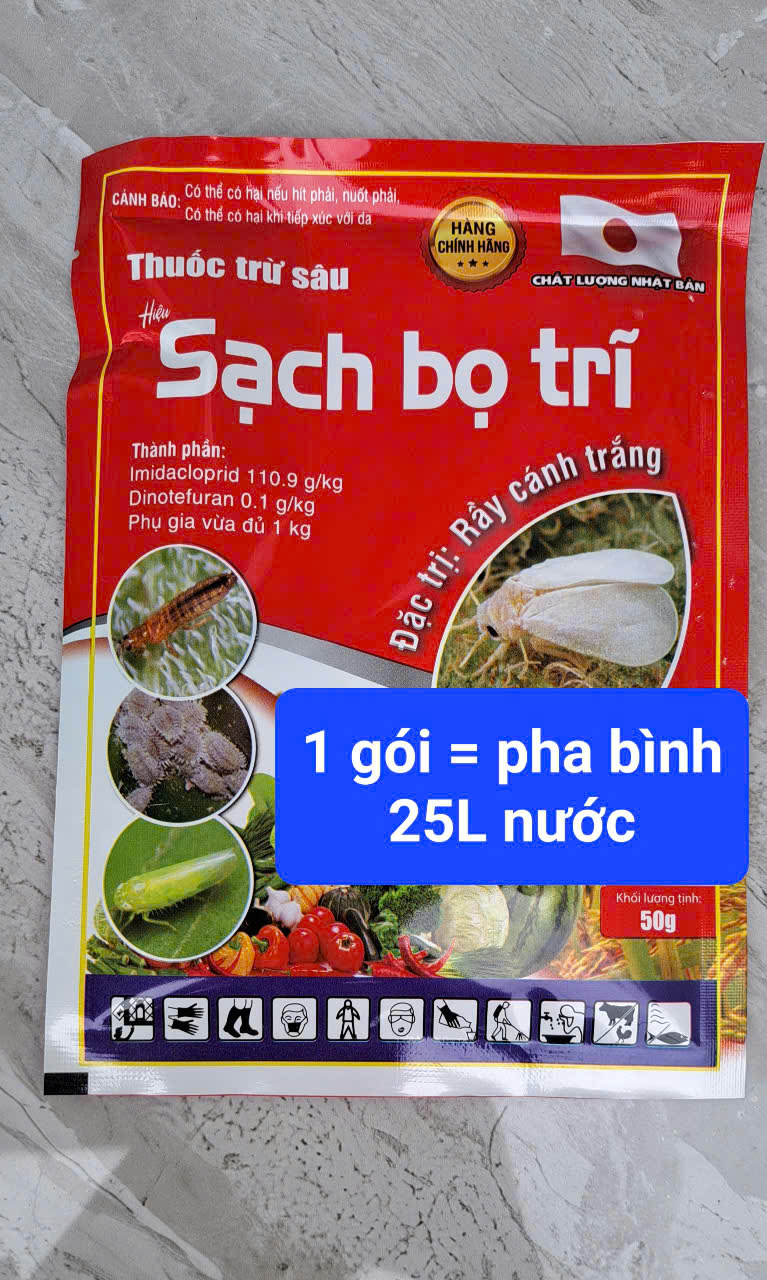 CẢNH BÁO: Có thể có hại nếu hít phải, nuốt phải,
Có thể có hại khi tiếp xúc với da
HÀNG
CHÍNH HÃNG
CHẤT LƯỢNG NHẬT BẢN
Thuốc trừ sâu
Hiệu
Sạch bọ trĩ
Thành phần:
Imidacloprid 110.9 g/kg
Dinotefuran 0.1 g/kg
Phụ gia vừa đủ 1 kg
Đặc trị: Rầy cánh trắng
1 gói = pha bình
25L nước
Khối lượng tịnh:
50g